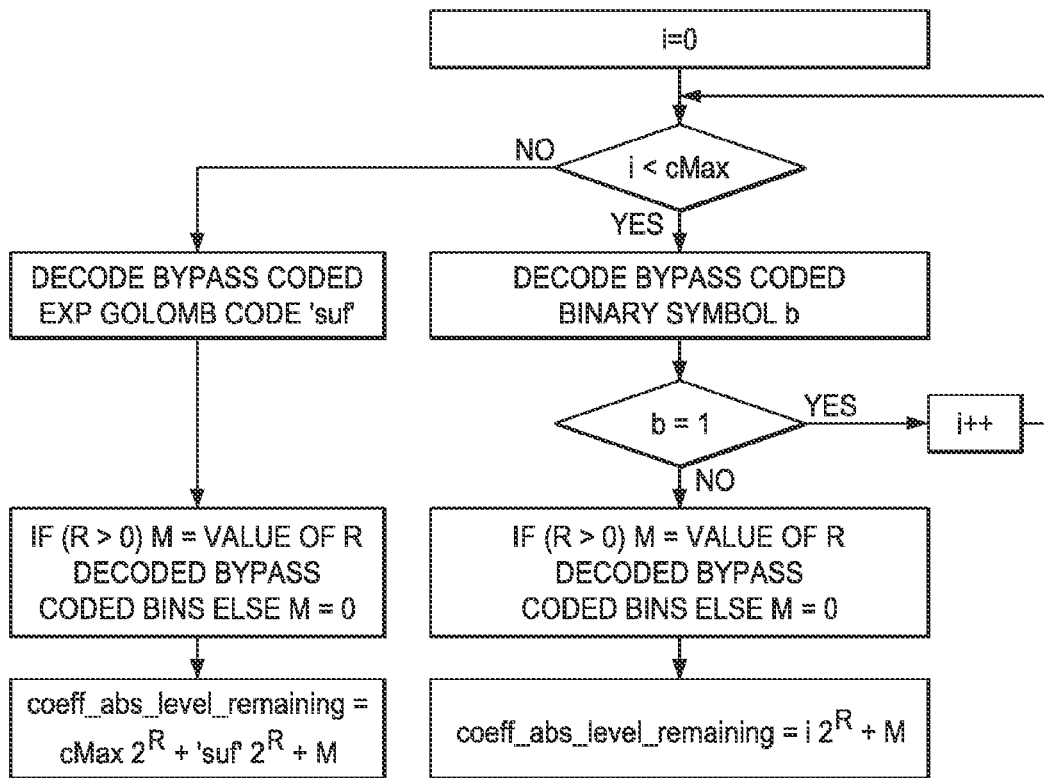 i=0
i < cMax
NO
YES
DECODE BYPASS CODED
EXP GOLOMB CODE 'suf'
DECODE BYPASS CODED
BINARY SYMBOL b
b = 1
YES
i++
NO
IF (R > 0) M = VALUE OF R
DECODED BYPASS
CODED BINS ELSE M = 0
IF (R > 0) M = VALUE OF R
DECODED BYPASS
CODED BINS ELSE M = 0
coeff_abs_level_remaining =
cMax 2^R + 'suf' 2^R + M
coeff_abs_level_remaining = i 2^R + M